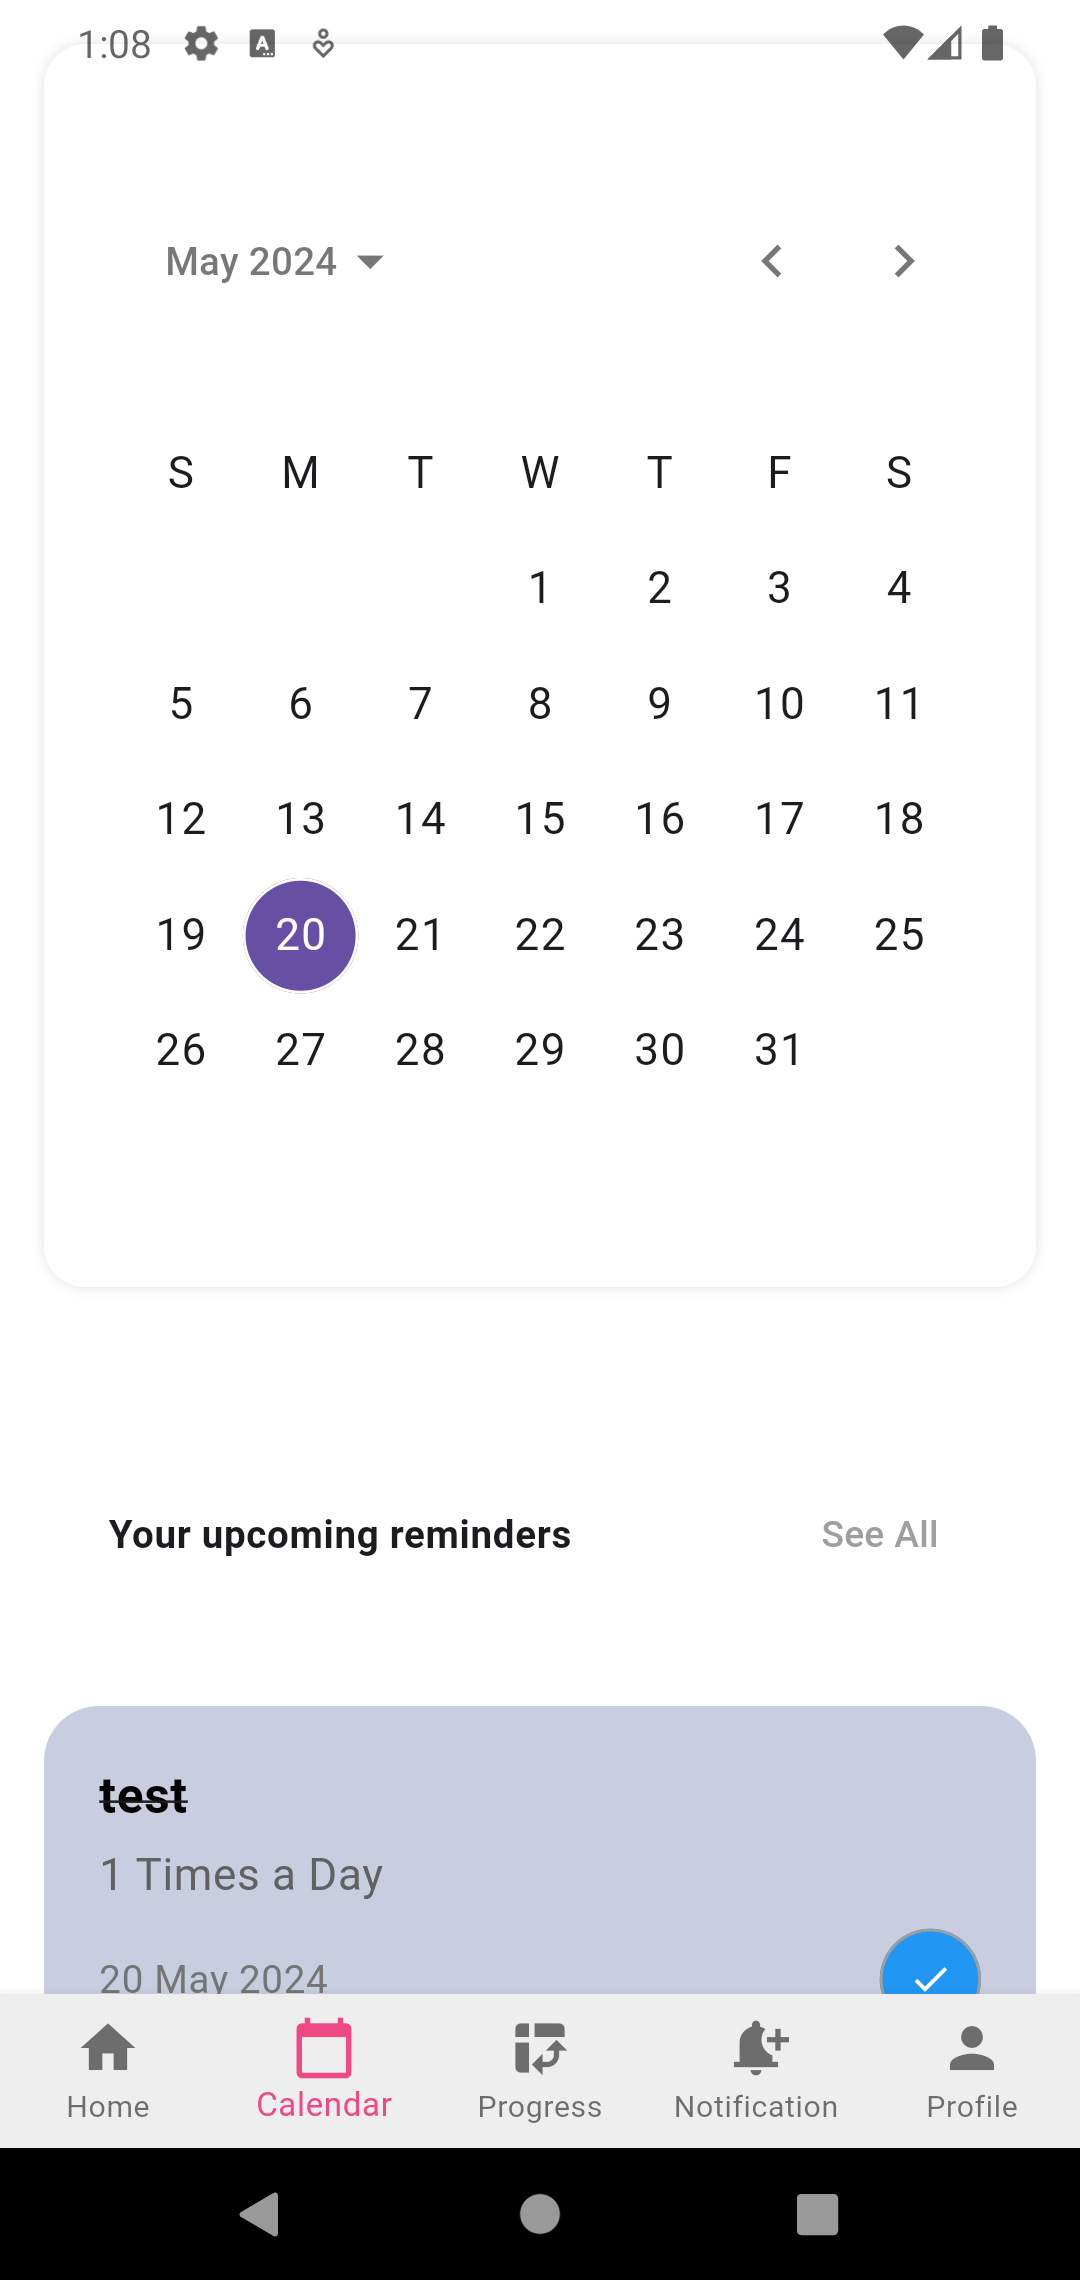 1:08
May 2024
S M T W T F S
1 2 3 4
5 6 7 8 9 10 11
12 13 14 15 16 17 18
19 20 21 22 23 24 25
26 27 28 29 30 31
Your upcoming reminders See All
test
1 Times a Day
20 May 2024
Home Calendar Progress Notification Profile